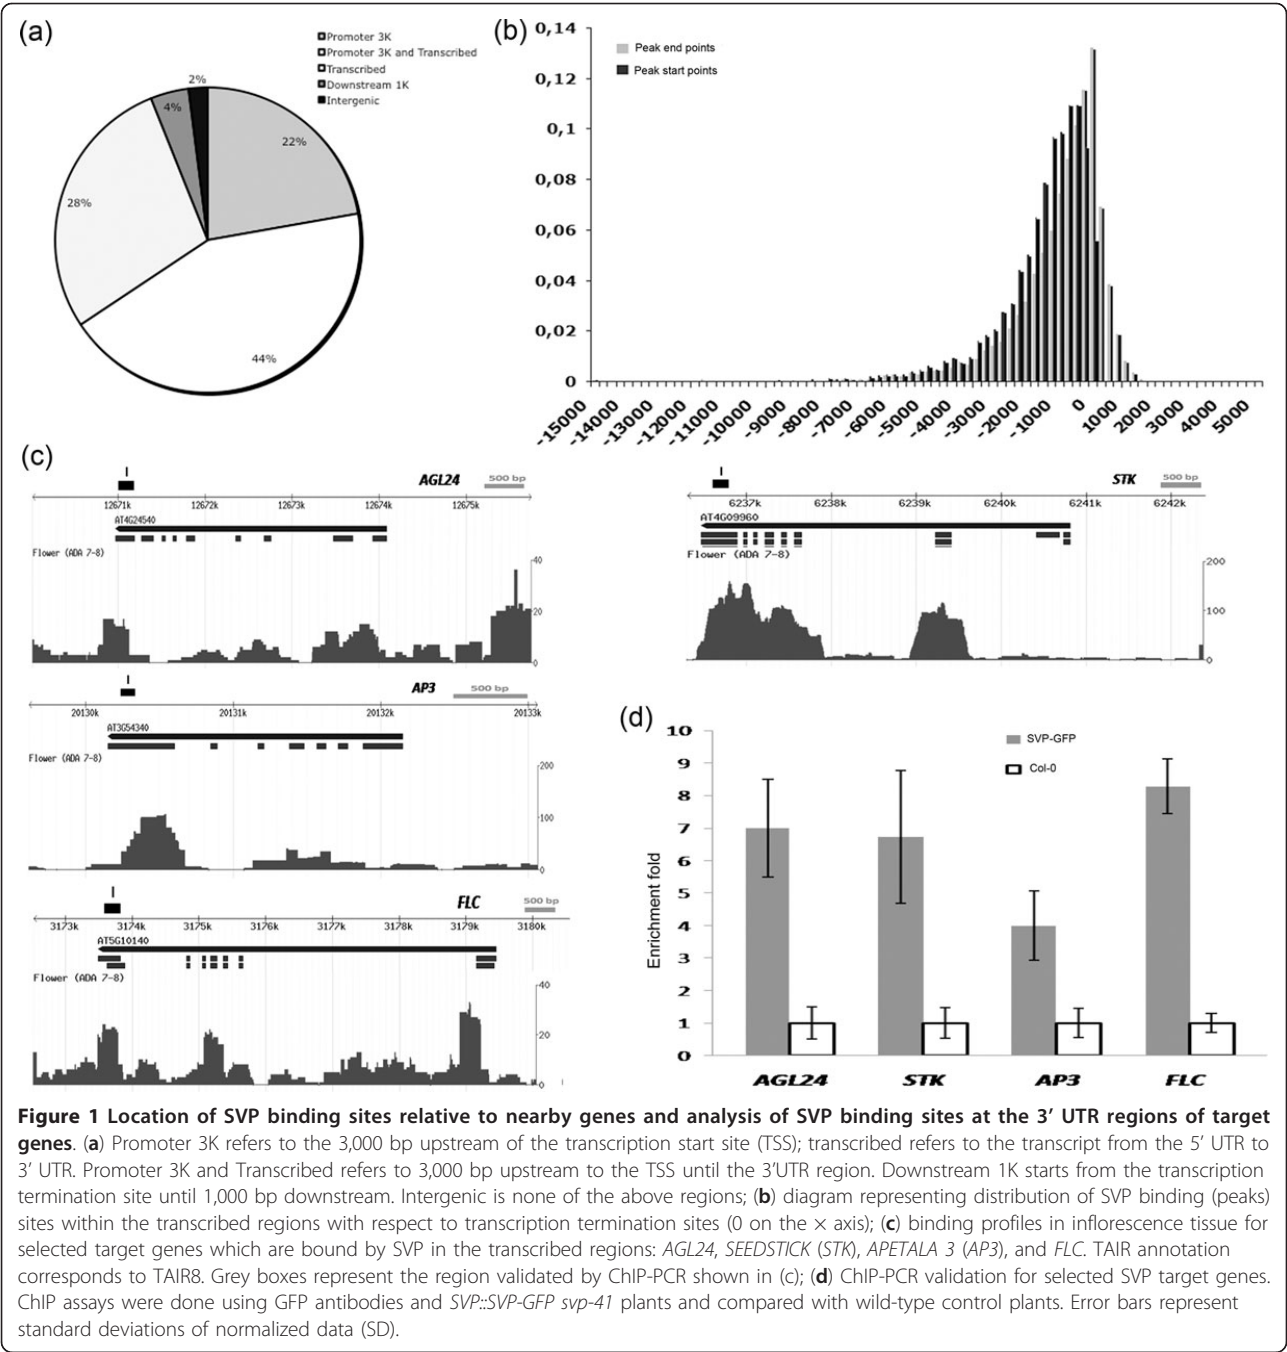 (a)
Promoter 3K
Promoter 3K and Transcribed
Transcribed
Downstream 1K
Intergenic
2%
4%
22%
28%
44%
(b)
0,14
0,12
0,1
0,08
0,06
0,04
0,02
0
Peak end points
Peak start points
-15000
-14000
-13000
-12000
-11000
-10000
-9000
-8000
-7000
-6000
-5000
-4000
-3000
-2000
-1000
0
1000
2000
3000
4000
5000
(c)
I
AGL24
500 bp
12671k 12672k 12673k 12674k 12675k
AT4G24540
Flower (ADA 7-8)
40
20
0
I
STK
500 bp
6237k 6238k 6239k 6240k 6241k 6242k
AT4G09960
Flower (ADA 7-8)
200
100
0
I
AP3
500 bp
20130k 20131k 20132k 20133k
AT3G54340
Flower (ADA 7-8)
200
100
0
I
FLC
500 bp
3173k 3174k 3175k 3176k 3177k 3178k 3179k 3180k
AT5G10140
Flower (ADA 7-8)
40
20
0
(d)
Enrichment fold
10
9
8
7
6
5
4
3
2
1
0
SVP-GFP
Col-0
AGL24 STK AP3 FLC
Figure 1 Location of SVP binding sites relative to nearby genes and analysis of SVP binding sites at the 3’ UTR regions of target
genes. (a) Promoter 3K refers to the 3,000 bp upstream of the transcription start site (TSS); transcribed refers to the transcript from the 5’ UTR to
3’ UTR. Promoter 3K and Transcribed refers to 3,000 bp upstream to the TSS until the 3’UTR region. Downstream 1K starts from the transcription
termination site until 1,000 bp downstream. Intergenic is none of the above regions; (b) diagram representing distribution of SVP binding (peaks)
sites within the transcribed regions with respect to transcription termination sites (0 on the × axis); (c) binding profiles in inflorescence tissue for
selected target genes which are bound by SVP in the transcribed regions: AGL24, SEEDSTICK (STK), APETALA 3 (AP3), and FLC. TAIR annotation
corresponds to TAIR8. Grey boxes represent the region validated by ChIP-PCR shown in (c); (d) ChIP-PCR validation for selected SVP target genes.
ChIP assays were done using GFP antibodies and SVP::SVP-GFP svp-41 plants and compared with wild-type control plants. Error bars represent
standard deviations of normalized data (SD).